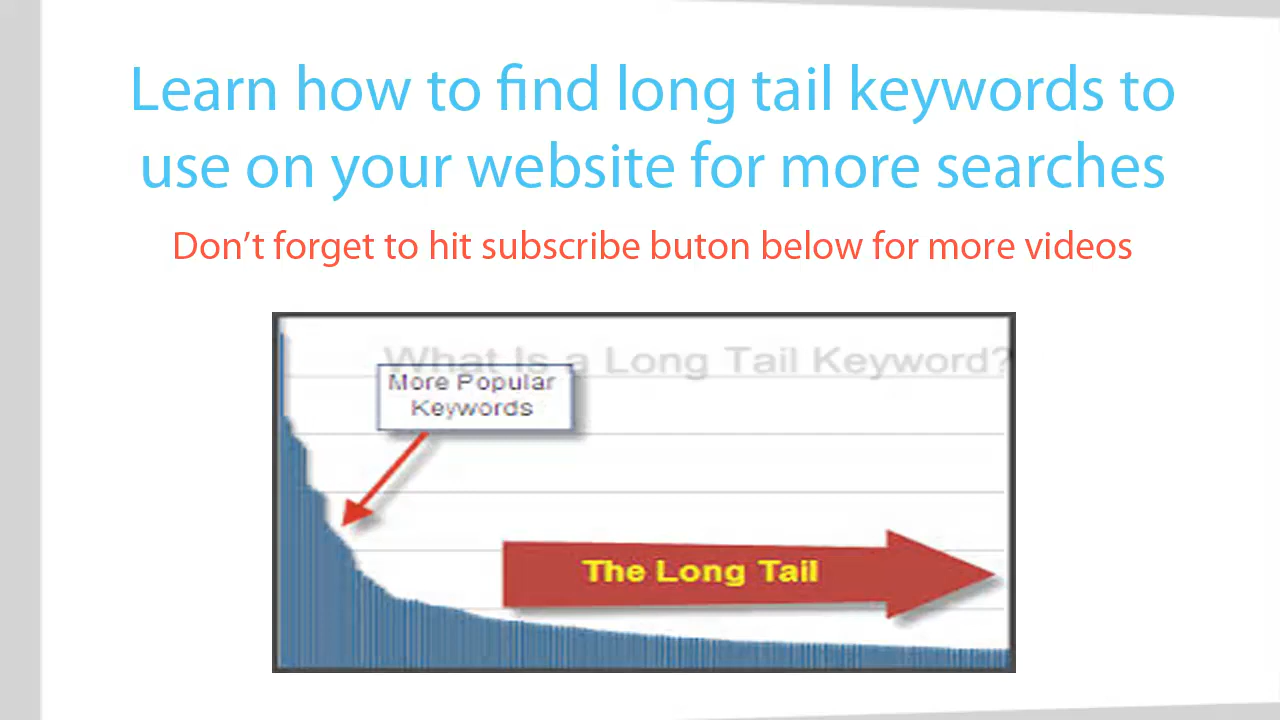 Learn how to find long tail keywords to
use on your website for more searches
Don’t forget to hit subscribe buton below for more videos
What Is a Long Tail Keyword?
More Popular
Keywords
The Long Tail